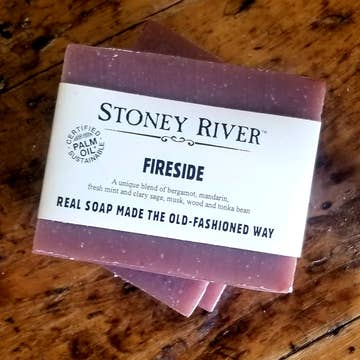 STONEY RIVER™
CERTIFIED
PALM
OIL
SUSTAINABLE
FIRESIDE
A unique blend of bergamot, mandarin,
fresh mint and clary sage, musk, wood and tonka bean
REAL SOAP MADE THE OLD-FASHIONED WAY